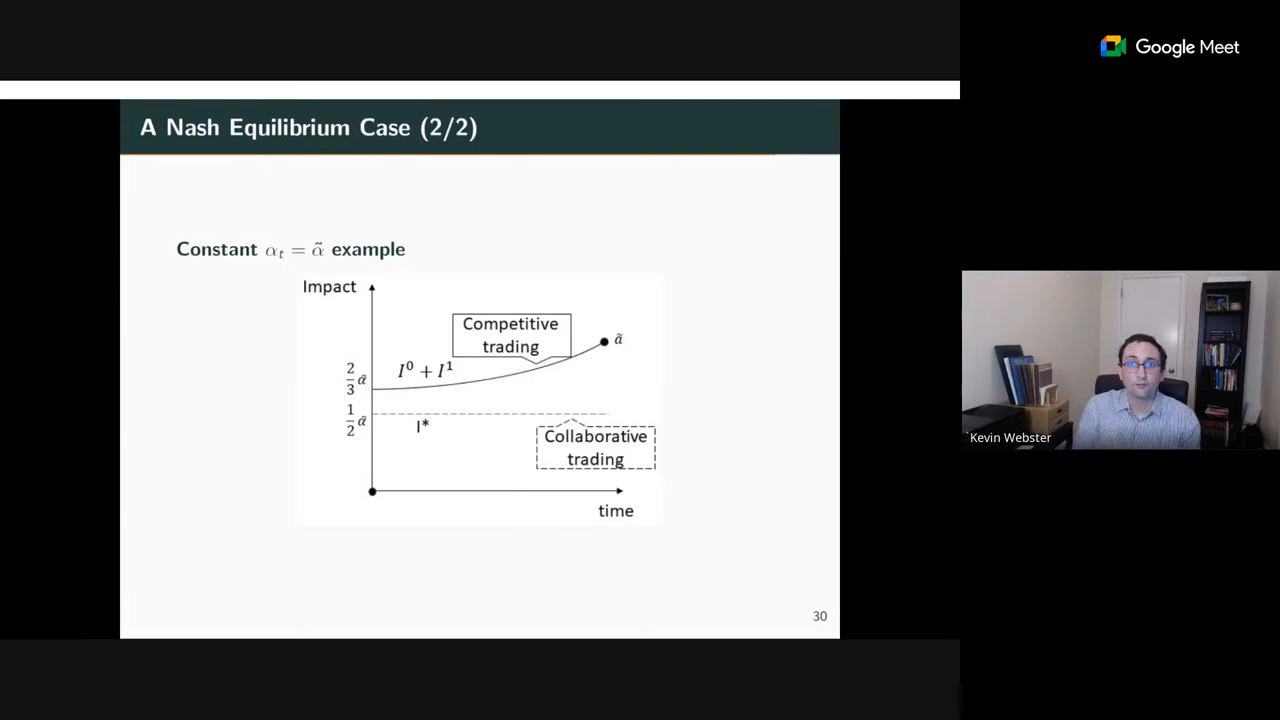 Google Meet
A Nash Equilibrium Case (2/2)
Constant αₜ = α̃ example
Impact
Competitive
trading
α̃
I⁰ + I¹
2/3 α̃
1/2 α̃
I*
Collaborative
trading
time
30
Kevin Webster